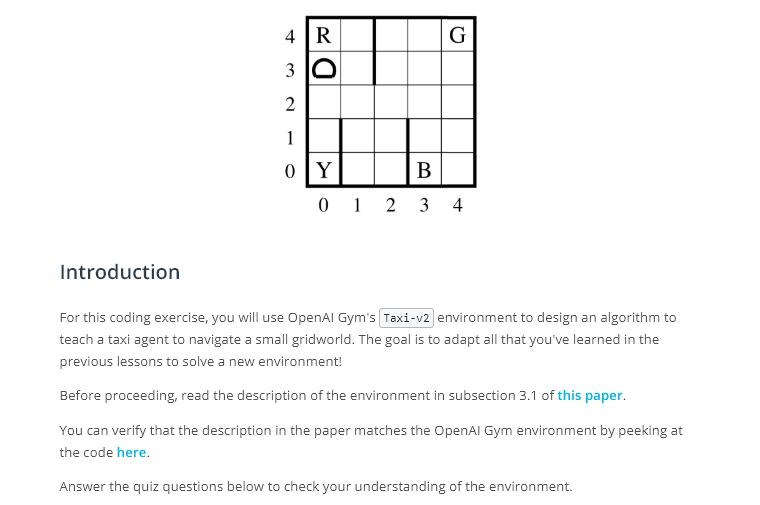 4 R G
3
2
1
0 Y B
0 1 2 3 4
Introduction
For this coding exercise, you will use OpenAI Gym's Taxi-v2 environment to design an algorithm to
teach a taxi agent to navigate a small gridworld. The goal is to adapt all that you've learned in the
previous lessons to solve a new environment!
Before proceeding, read the description of the environment in subsection 3.1 of this paper.
You can verify that the description in the paper matches the OpenAI Gym environment by peeking at
the code here.
Answer the quiz questions below to check your understanding of the environment.